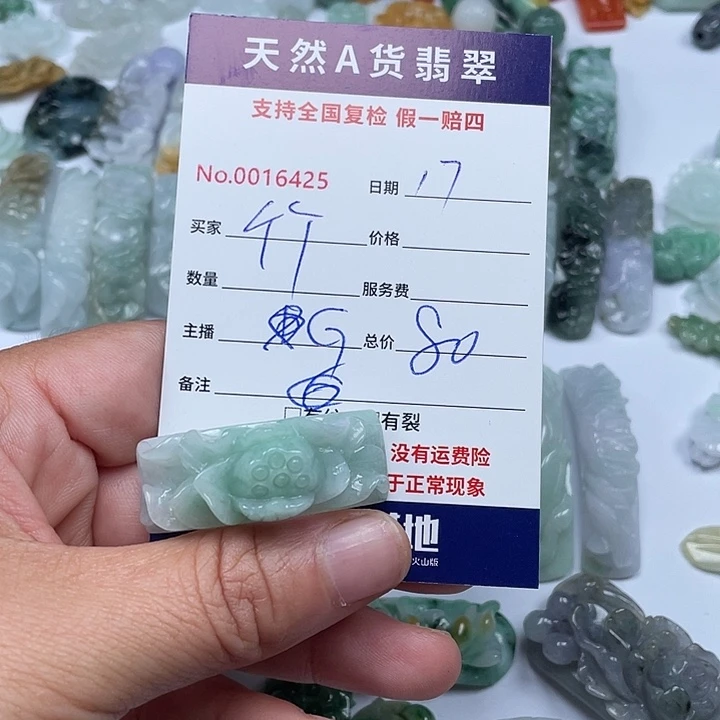 天然A货翡翠
支持全国复检 假一赔四
No.0016425 日期 17
买家 竹 价格
数量 服务费
主播 G 总价 80
备注
有裂
没有运费险
于正常现象
地
火山版